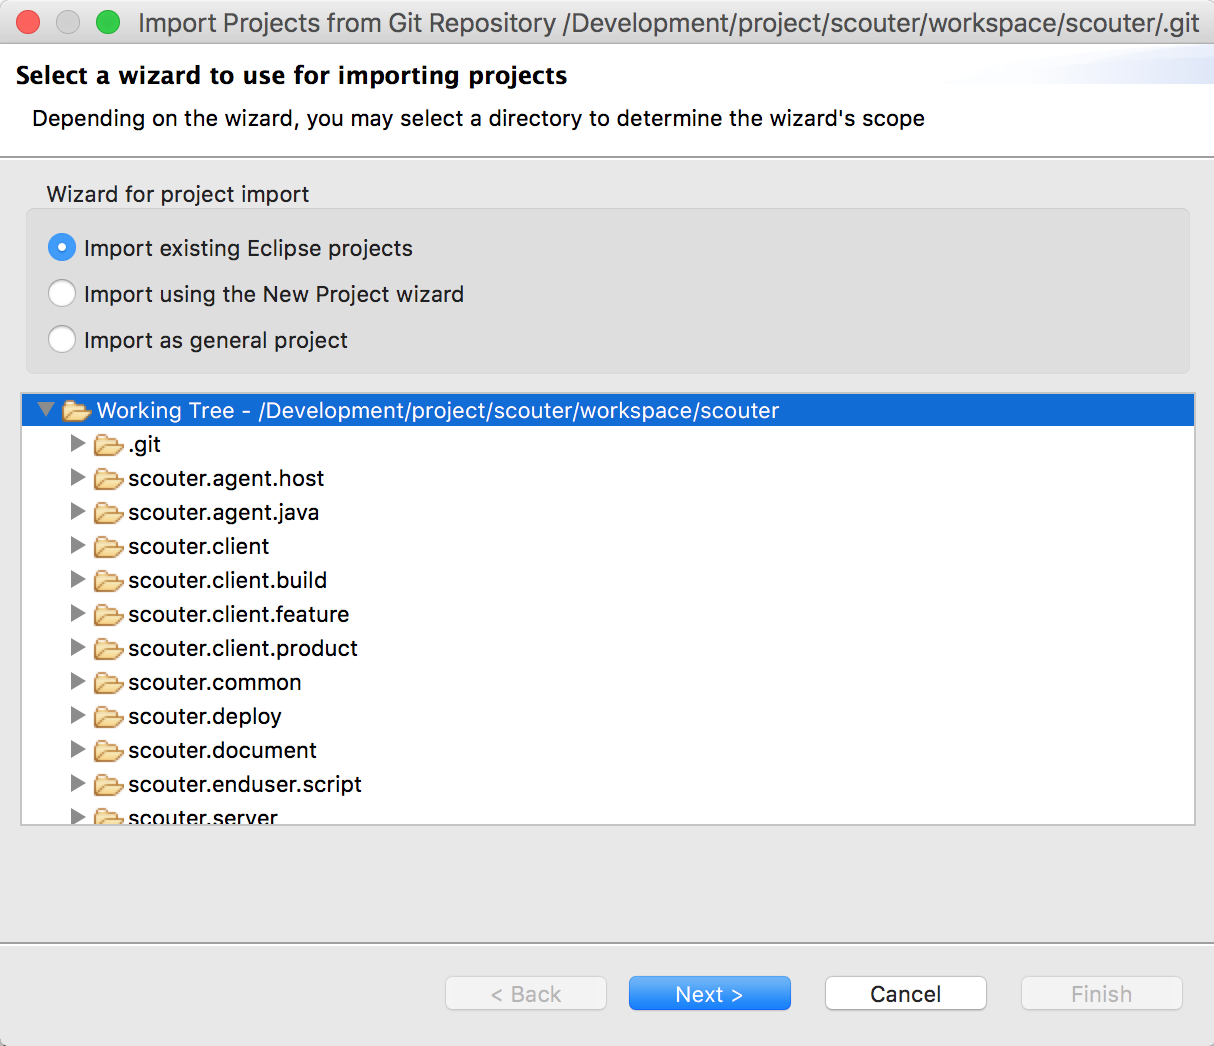 Import Projects from Git Repository /Development/project/scouter/workspace/scouter/.git
Select a wizard to use for importing projects
Depending on the wizard, you may select a directory to determine the wizard's scope
Wizard for project import
Import existing Eclipse projects
Import using the New Project wizard
Import as general project
Working Tree - /Development/project/scouter/workspace/scouter
.git
scouter.agent.host
scouter.agent.java
scouter.client
scouter.client.build
scouter.client.feature
scouter.client.product
scouter.common
scouter.deploy
scouter.document
scouter.enduser.script
scouter.server
< Back
Next >
Cancel
Finish